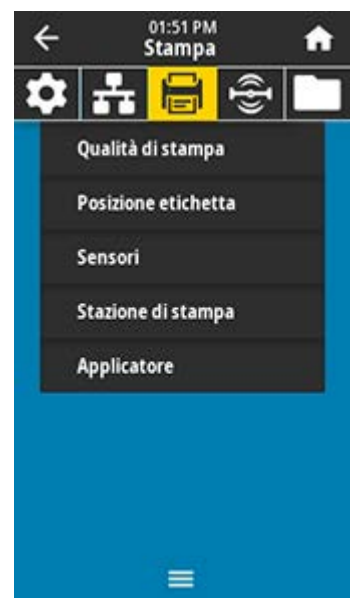 01:51 PM
Stampa
Qualità di stampa
Posizione etichetta
Sensori
Stazione di stampa
Applicatore